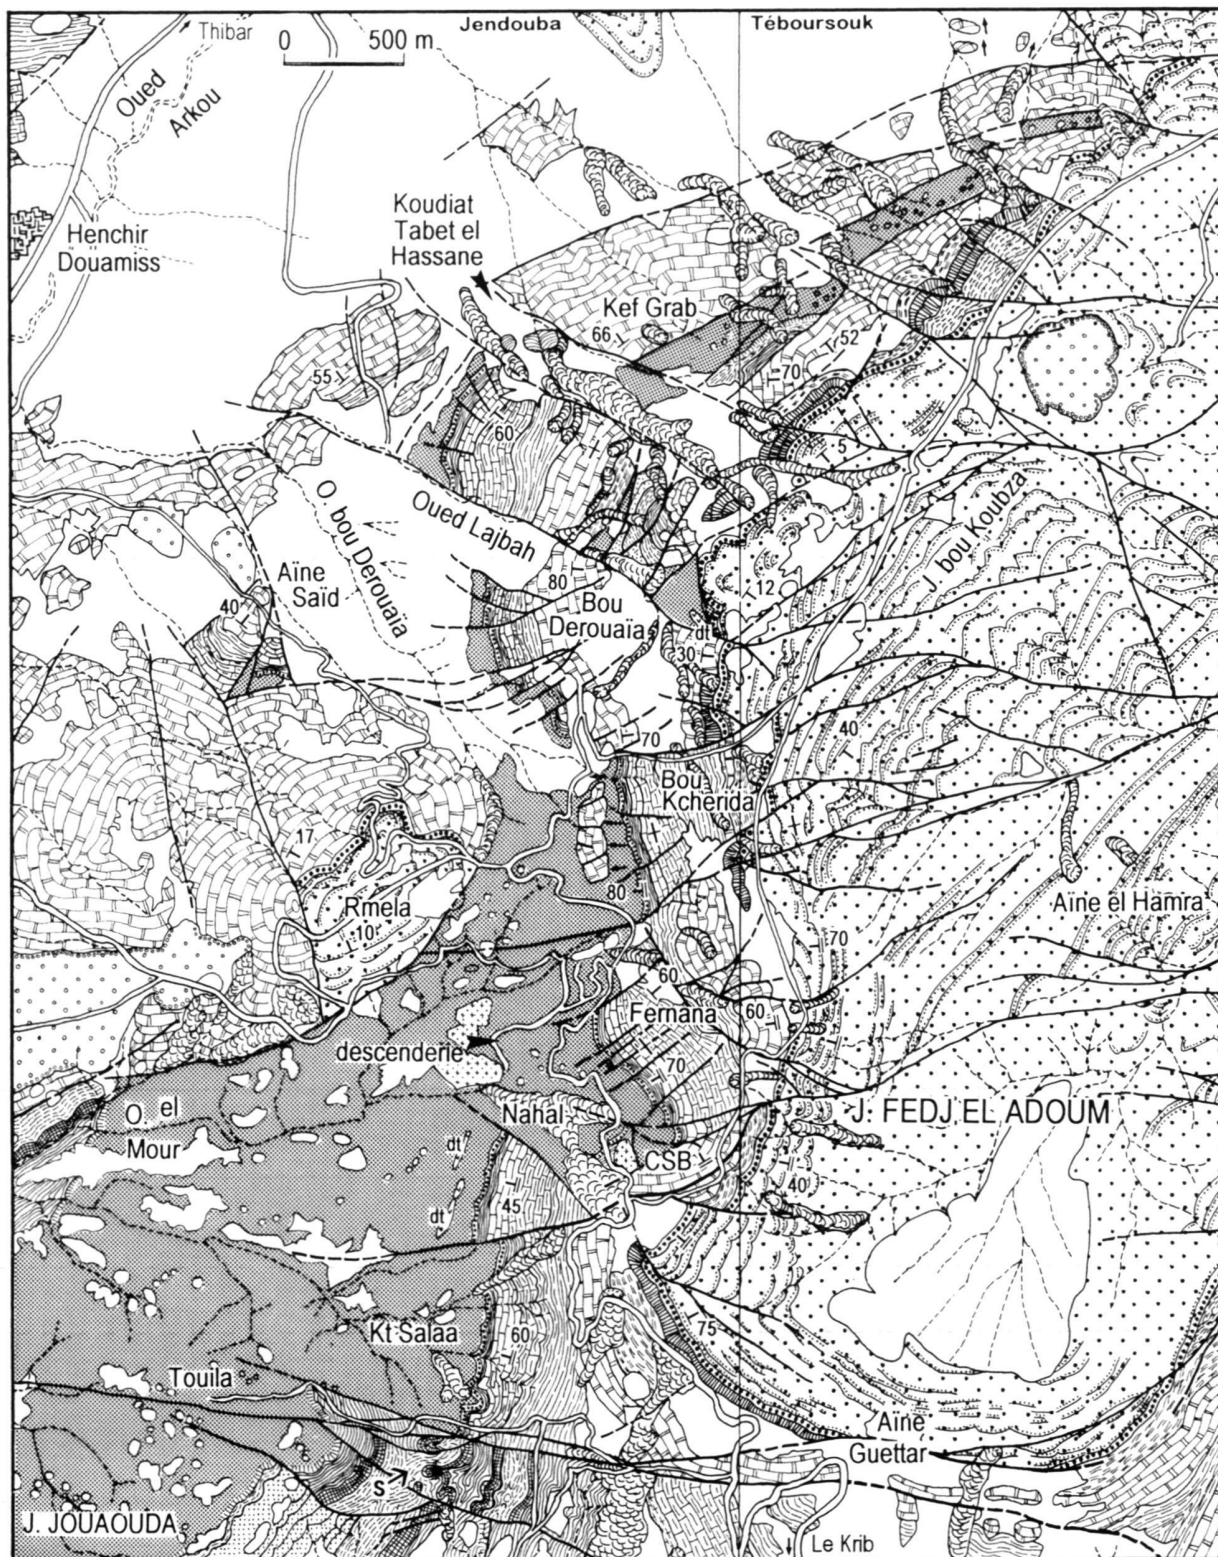 Jendouba
Téboursouk
Thibar
0 500 m
Oued
Arkou
Koudiat
Tabet el
Hassane
Henchir
Douamiss
Kef Grab
66
52
55
70
60
5
Oued Lajbah
J. bou Koubza
O. bou Derouaïa
Aïne
Saïd
80
12
40
Bou
Derouaïa
dt
30
40
70
Bou
Kcherida
17
80
Rmela
10
Aïne el Hamra
70
60
Fernana
60
descenderie
70
Nahal
J. FEDJ EL ADOUM
O. el
Mour
CSB
dt
40
45
dt
75
Kt Salaa
60
Touïla
Aïne
Guettar
S
J. JOUAOUDA
Le Krib